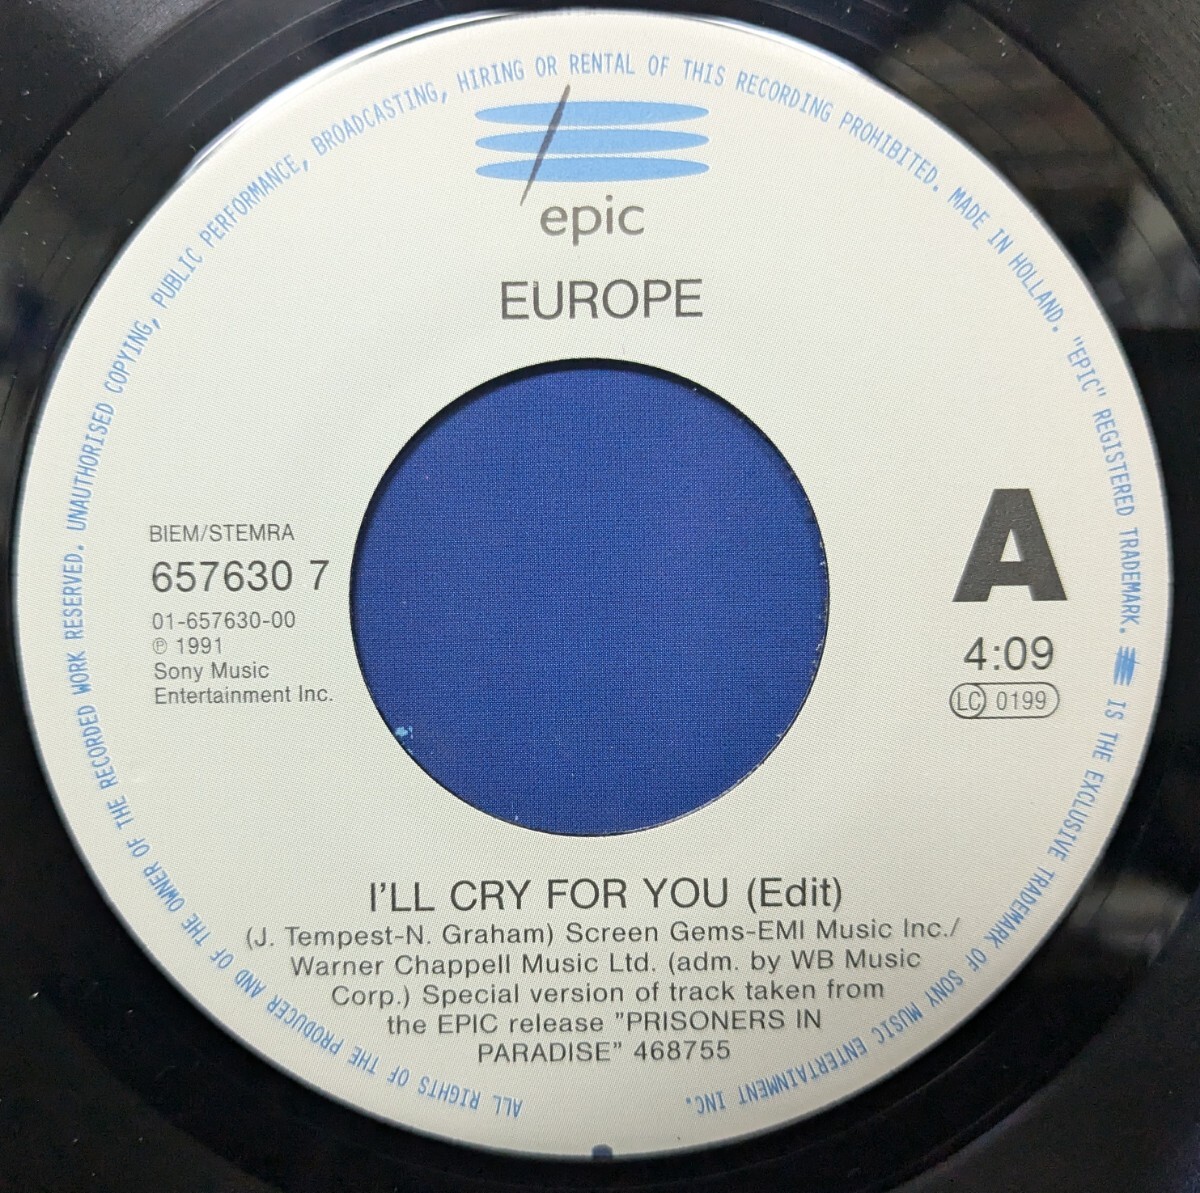 ALL RIGHTS OF THE PRODUCER AND OF THE OWNER OF THE RECORDED WORK RESERVED. UNAUTHORISED COPYING, PUBLIC PERFORMANCE, BROADCASTING, HIRING OR RENTAL OF THIS RECORDING PROHIBITED. MADE IN HOLLAND. "EPIC" REGISTERED TRADEMARK. IS THE EXCLUSIVE TRADEMARK OF SONY MUSIC ENTERTAINMENT INC.
epic
EUROPE
BIEM/STEMRA
657630 7
01-657630-00
℗ 1991
Sony Music
Entertainment Inc.
A
4:09
LC 0199
I'LL CRY FOR YOU (Edit)
(J. Tempest-N. Graham) Screen Gems-EMI Music Inc./
Warner Chappell Music Ltd. (adm. by WB Music
Corp.) Special version of track taken from
the EPIC release "PRISONERS IN
PARADISE" 468755